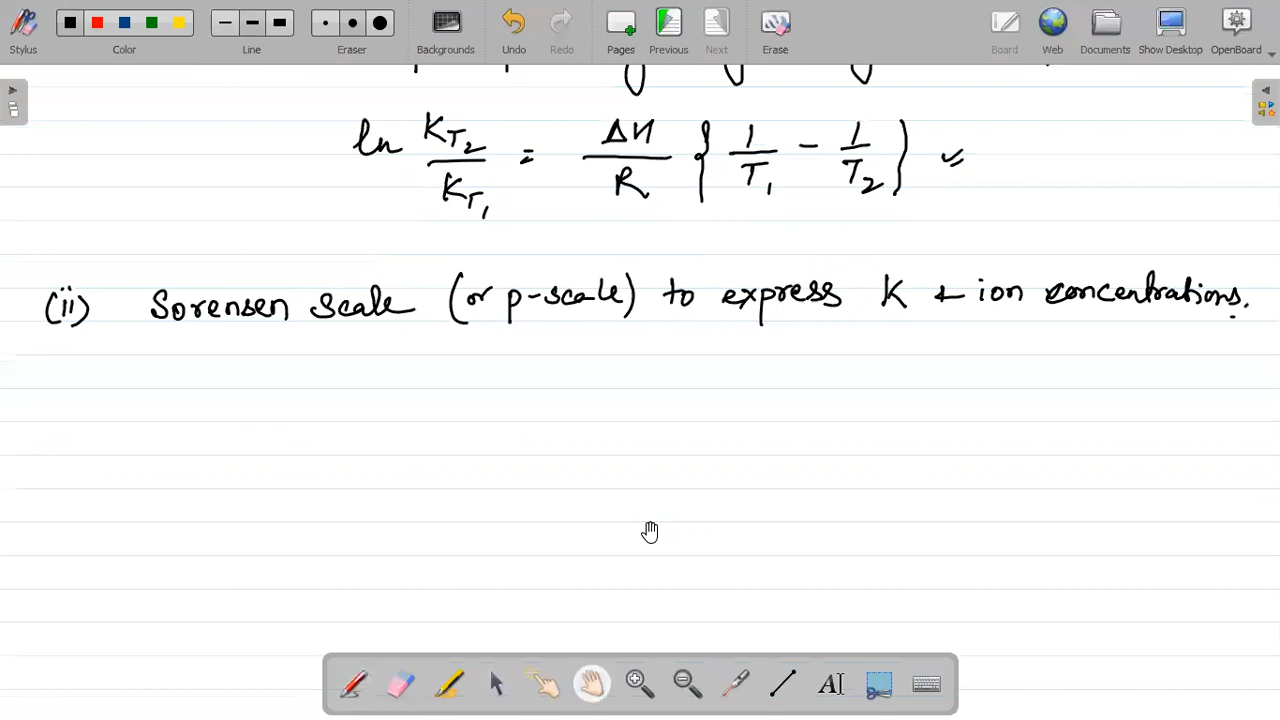 Stylus Color Line Eraser Backgrounds Undo Redo Pages Previous Next Erase Board Web Documents Show Desktop OpenBoard
ln K_T₂/K_T₁ = ΔH/R {1/T₁ - 1/T₂}
(ii) Sorensen scale (or p-scale) to express K & ion concentrations.
AI